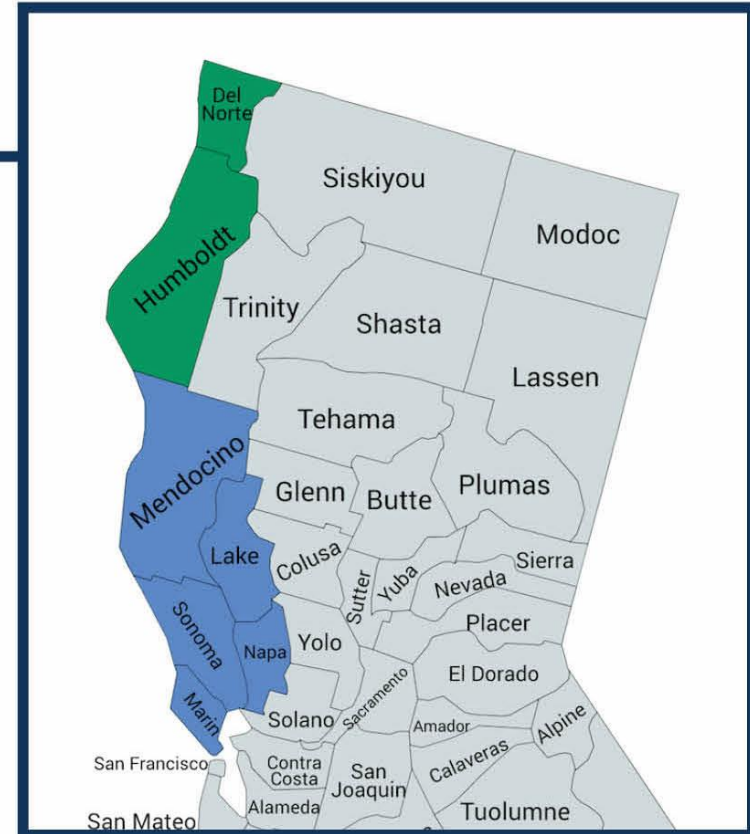 Del
Norte
Siskiyou
Modoc
Humboldt
Trinity
Shasta
Lassen
Tehama
Mendocino
Glenn
Butte
Plumas
Lake
Colusa
Sutter
Yuba
Nevada
Sierra
Placer
Sonoma
Napa
Yolo
El Dorado
Sacramento
Marin
Solano
Amador
Alpine
San Francisco
Contra
Costa
San
Joaquin
Calaveras
Alameda
Tuolumne
San Mateo